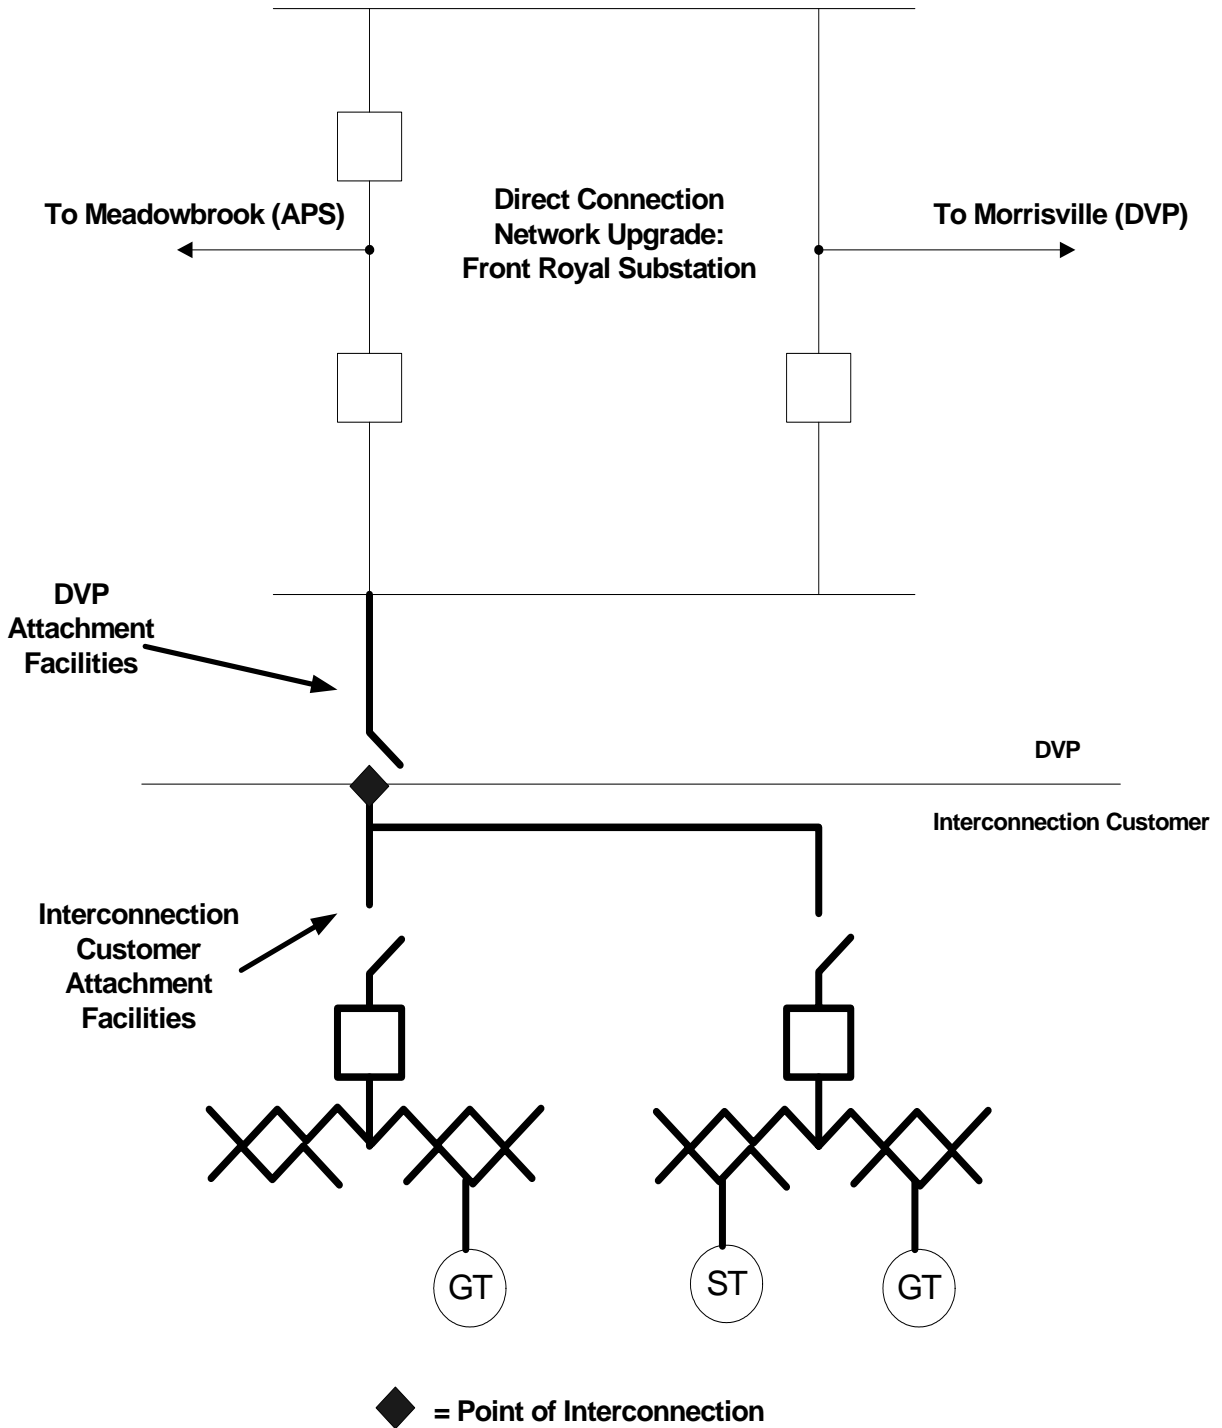 Direct Connection
Network Upgrade:
Front Royal Substation
To Meadowbrook (APS)
To Morrisville (DVP)
DVP
Attachment
Facilities
DVP
Interconnection Customer
Interconnection
Customer
Attachment
Facilities
GT
ST
GT
= Point of Interconnection